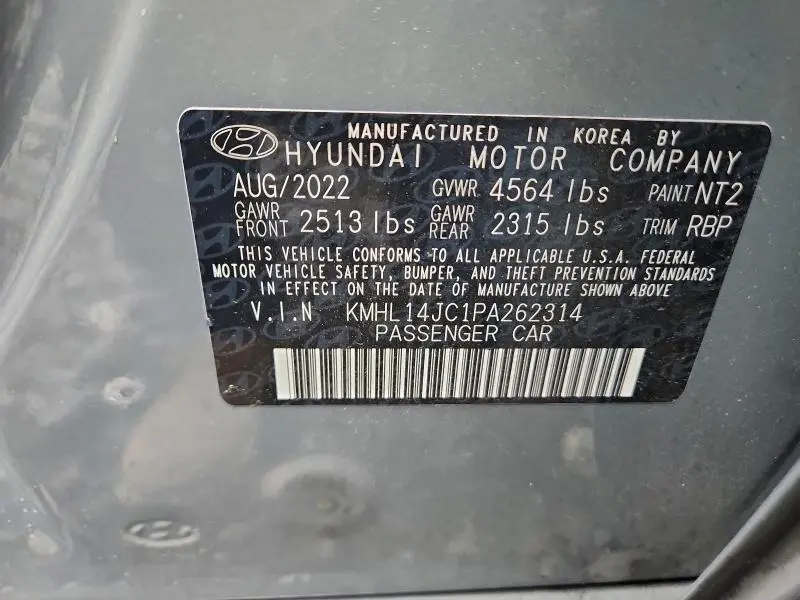 MANUFACTURED IN KOREA BY
HYUNDAI MOTOR COMPANY
AUG/2022 GVWR 4564 lbs PAINT NT2
GAWR FRONT 2513 lbs GAWR REAR 2315 lbs TRIM RBP
THIS VEHICLE CONFORMS TO ALL APPLICABLE U.S.A. FEDERAL
MOTOR VEHICLE SAFETY, BUMPER, AND THEFT PREVENTION STANDARDS
IN EFFECT ON THE DATE OF MANUFACTURE SHOWN ABOVE
V.I.N KMHL14JC1PA262314
PASSENGER CAR